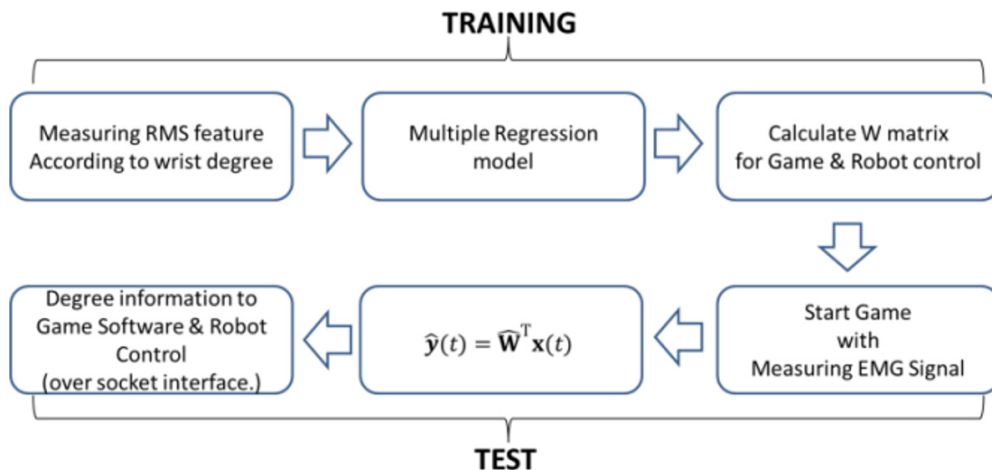 TRAINING
Measuring RMS feature
According to wrist degree
Multiple Regression
model
Calculate W matrix
for Game & Robot control
Start Game
with
Measuring EMG Signal
ŷ(t) = Ŵᵀx(t)
Degree information to
Game Software & Robot
Control
(over socket interface.)
TEST